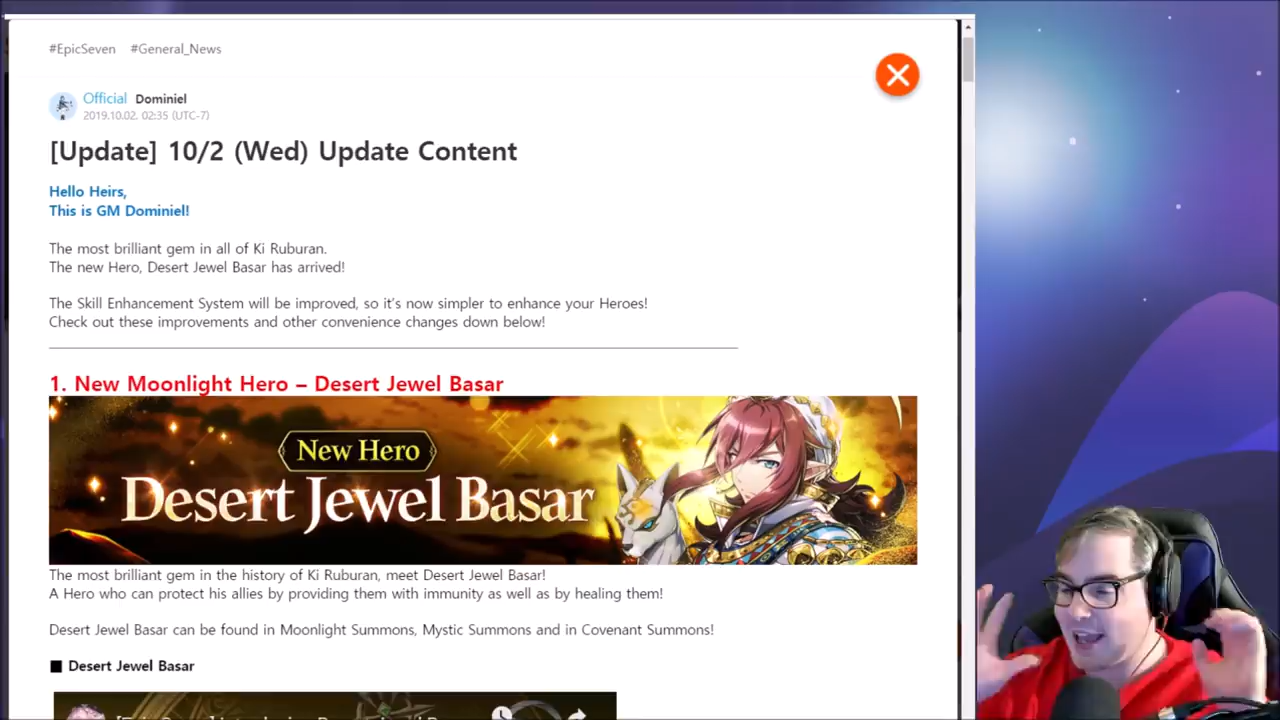 #EpicSeven #General_News
Official Dominiel
2019.10.02. 02:35 (UTC-7)
[Update] 10/2 (Wed) Update Content
Hello Heirs,
This is GM Dominiel!
The most brilliant gem in all of Ki Ruburan.
The new Hero, Desert Jewel Basar has arrived!
The Skill Enhancement System will be improved, so it's now simpler to enhance your Heroes!
Check out these improvements and other convenience changes down below!
1. New Moonlight Hero – Desert Jewel Basar
New Hero
Desert Jewel Basar
The most brilliant gem in the history of Ki Ruburan, meet Desert Jewel Basar!
A Hero who can protect his allies by providing them with immunity as well as by healing them!
Desert Jewel Basar can be found in Moonlight Summons, Mystic Summons and in Covenant Summons!
■ Desert Jewel Basar